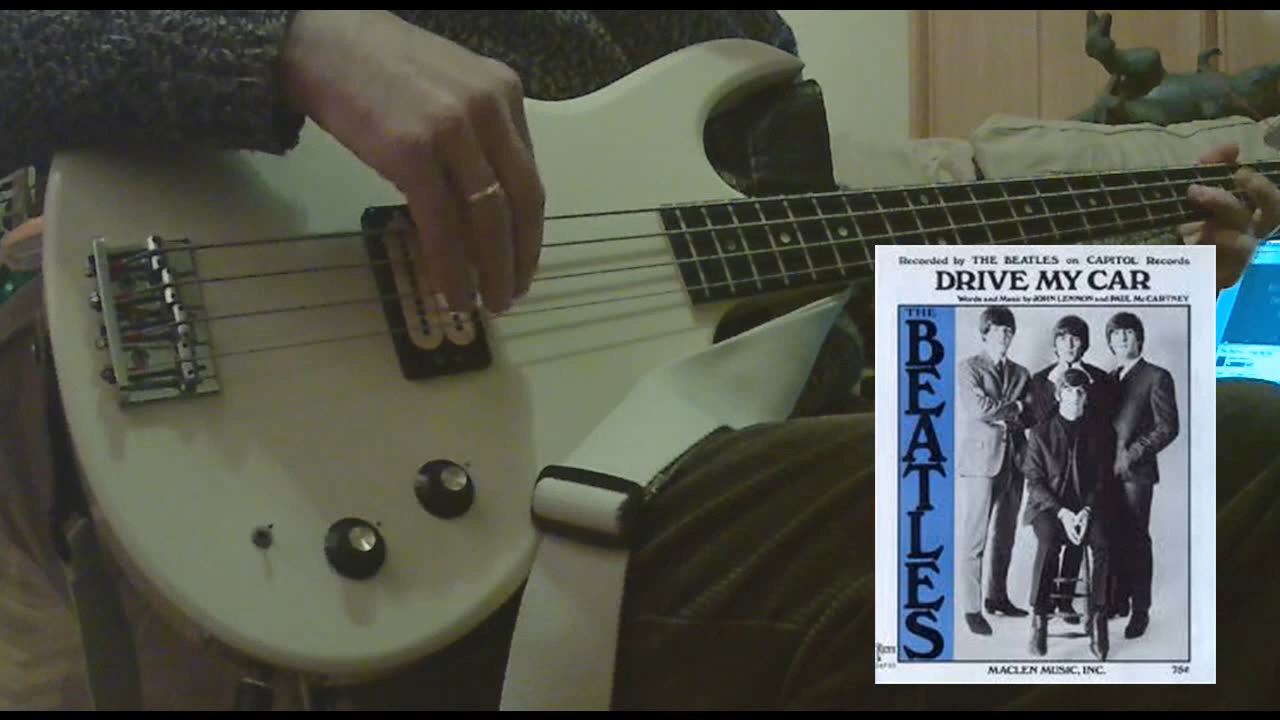 Recorded by THE BEATLES on CAPITOL Records
DRIVE MY CAR
Words and Music by JOHN LENNON and PAUL McCARTNEY
THE
BEATLES
MACLEN MUSIC, INC.
75¢